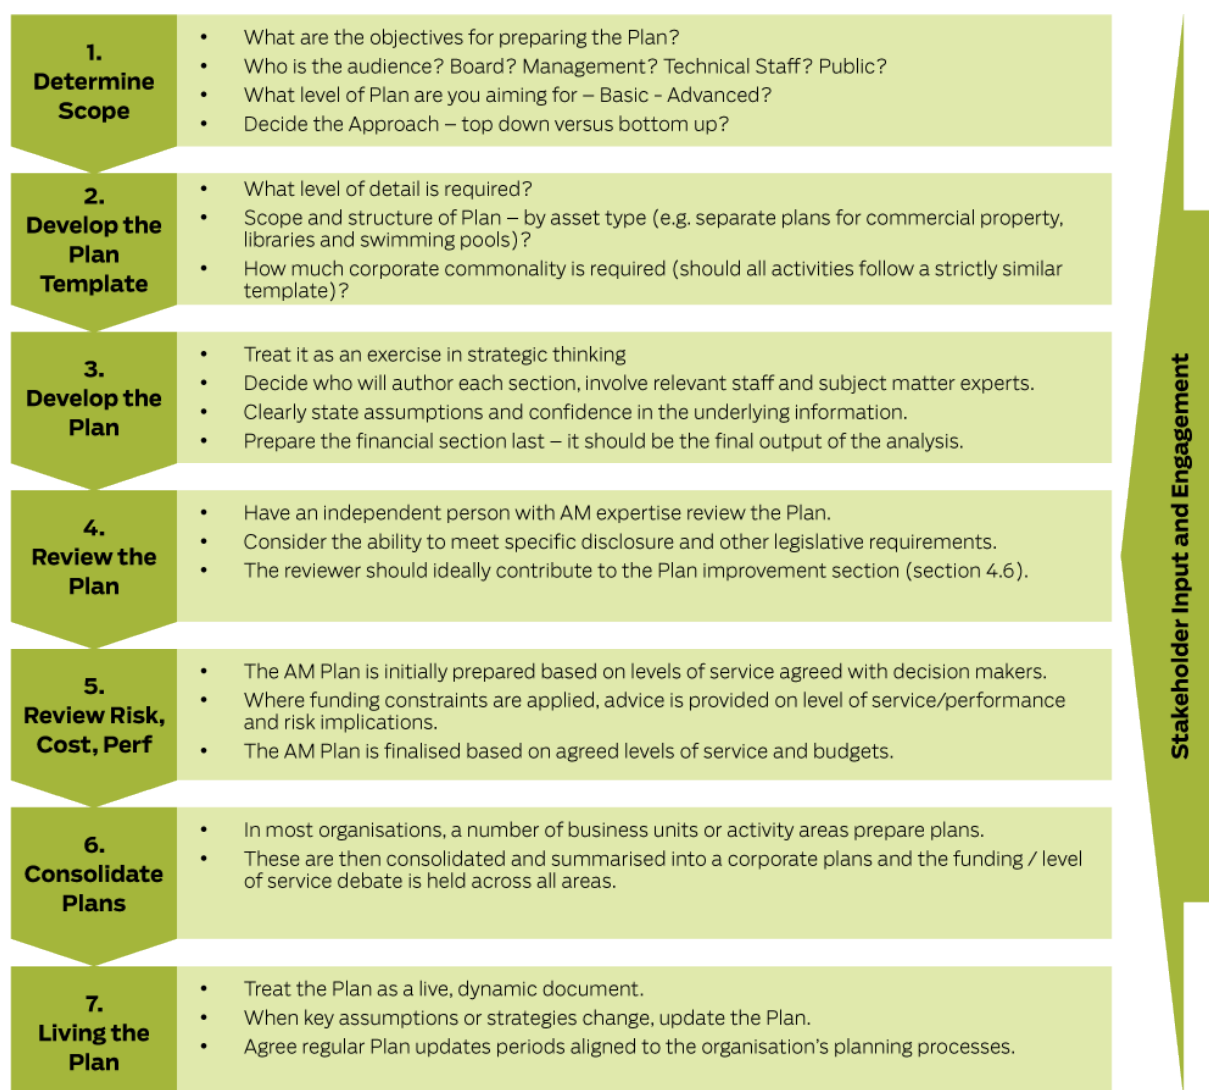 1.
Determine
Scope
• What are the objectives for preparing the Plan?
• Who is the audience? Board? Management? Technical Staff? Public?
• What level of Plan are you aiming for – Basic - Advanced?
• Decide the Approach – top down versus bottom up?
2.
Develop the
Plan
Template
• What level of detail is required?
• Scope and structure of Plan – by asset type (e.g. separate plans for commercial property,
libraries and swimming pools)?
• How much corporate commonality is required (should all activities follow a strictly similar
template)?
3.
Develop the
Plan
• Treat it as an exercise in strategic thinking
• Decide who will author each section, involve relevant staff and subject matter experts.
• Clearly state assumptions and confidence in the underlying information.
• Prepare the financial section last – it should be the final output of the analysis.
4.
Review the
Plan
• Have an independent person with AM expertise review the Plan.
• Consider the ability to meet specific disclosure and other legislative requirements.
• The reviewer should ideally contribute to the Plan improvement section (section 4.6).
5.
Review Risk,
Cost, Perf
• The AM Plan is initially prepared based on levels of service agreed with decision makers.
• Where funding constraints are applied, advice is provided on level of service/performance
and risk implications.
• The AM Plan is finalised based on agreed levels of service and budgets.
6.
Consolidate
Plans
• In most organisations, a number of business units or activity areas prepare plans.
• These are then consolidated and summarised into a corporate plans and the funding / level
of service debate is held across all areas.
7.
Living the
Plan
• Treat the Plan as a live, dynamic document.
• When key assumptions or strategies change, update the Plan.
• Agree regular Plan updates periods aligned to the organisation's planning processes.
Stakeholder Input and Engagement